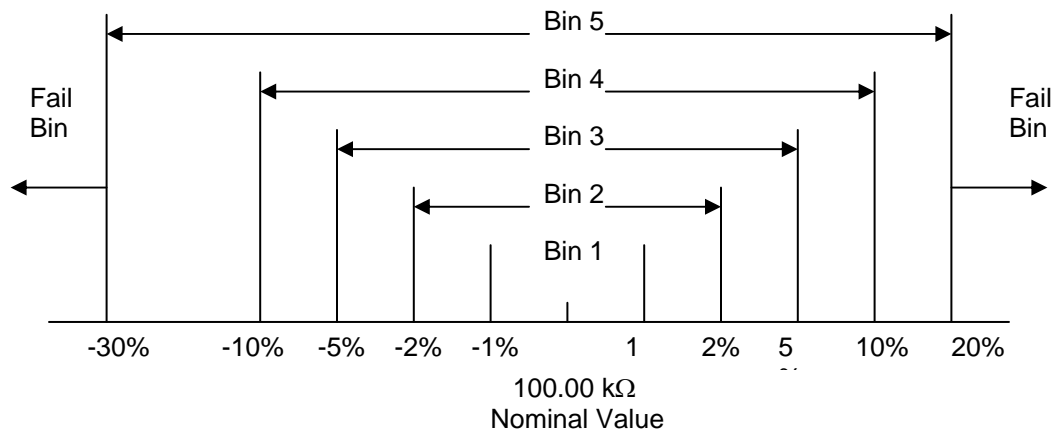 Bin 5
Bin 4
Fail
Bin
Fail
Bin
Bin 3
Bin 2
Bin 1
-30% -10% -5% -2% -1% 1 2% 5 10% 20%
100.00 kΩ
Nominal Value